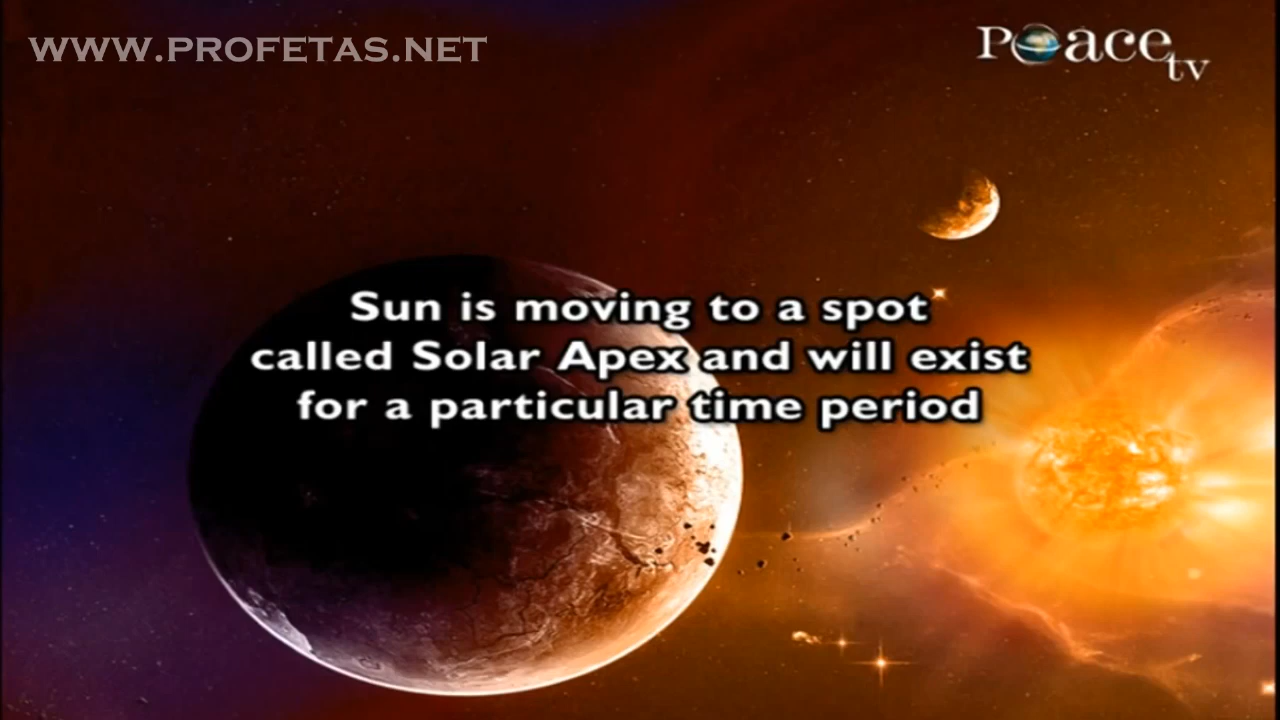 WWW.PROFETAS.NET
Peace tv
Sun is moving to a spot
called Solar Apex and will exist
for a particular time period